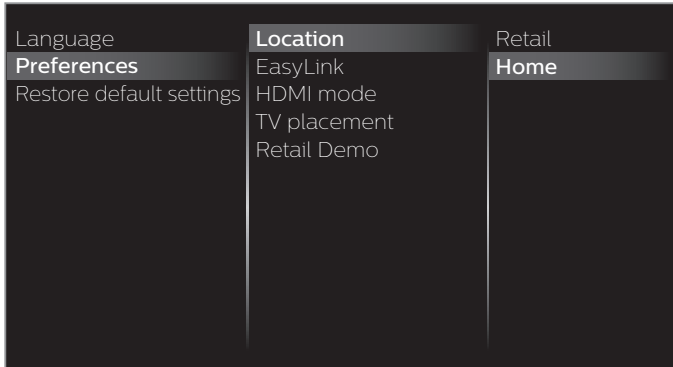 Language
Preferences
Restore default settings
Location
EasyLink
HDMI mode
TV placement
Retail Demo
Retail
Home